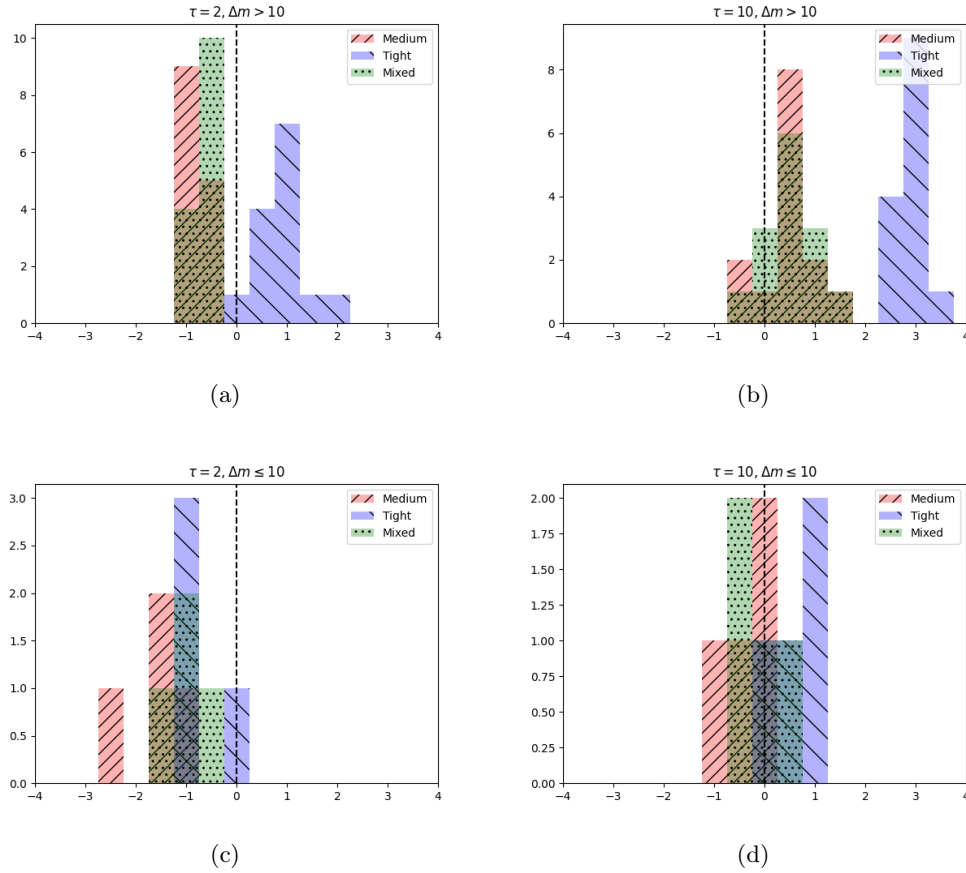 τ = 2, Δm > 10
10
8
6
4
2
0
−4 −3 −2 −1 0 1 2 3 4
Medium
Tight
Mixed
(a)
τ = 10, Δm > 10
8
6
4
2
0
−4 −3 −2 −1 0 1 2 3 4
Medium
Tight
Mixed
(b)
τ = 2, Δm ≤ 10
3.0
2.5
2.0
1.5
1.0
0.5
0.0
−4 −3 −2 −1 0 1 2 3 4
Medium
Tight
Mixed
(c)
τ = 10, Δm ≤ 10
2.00
1.75
1.50
1.25
1.00
0.75
0.50
0.25
0.00
−4 −3 −2 −1 0 1 2 3 4
Medium
Tight
Mixed
(d)